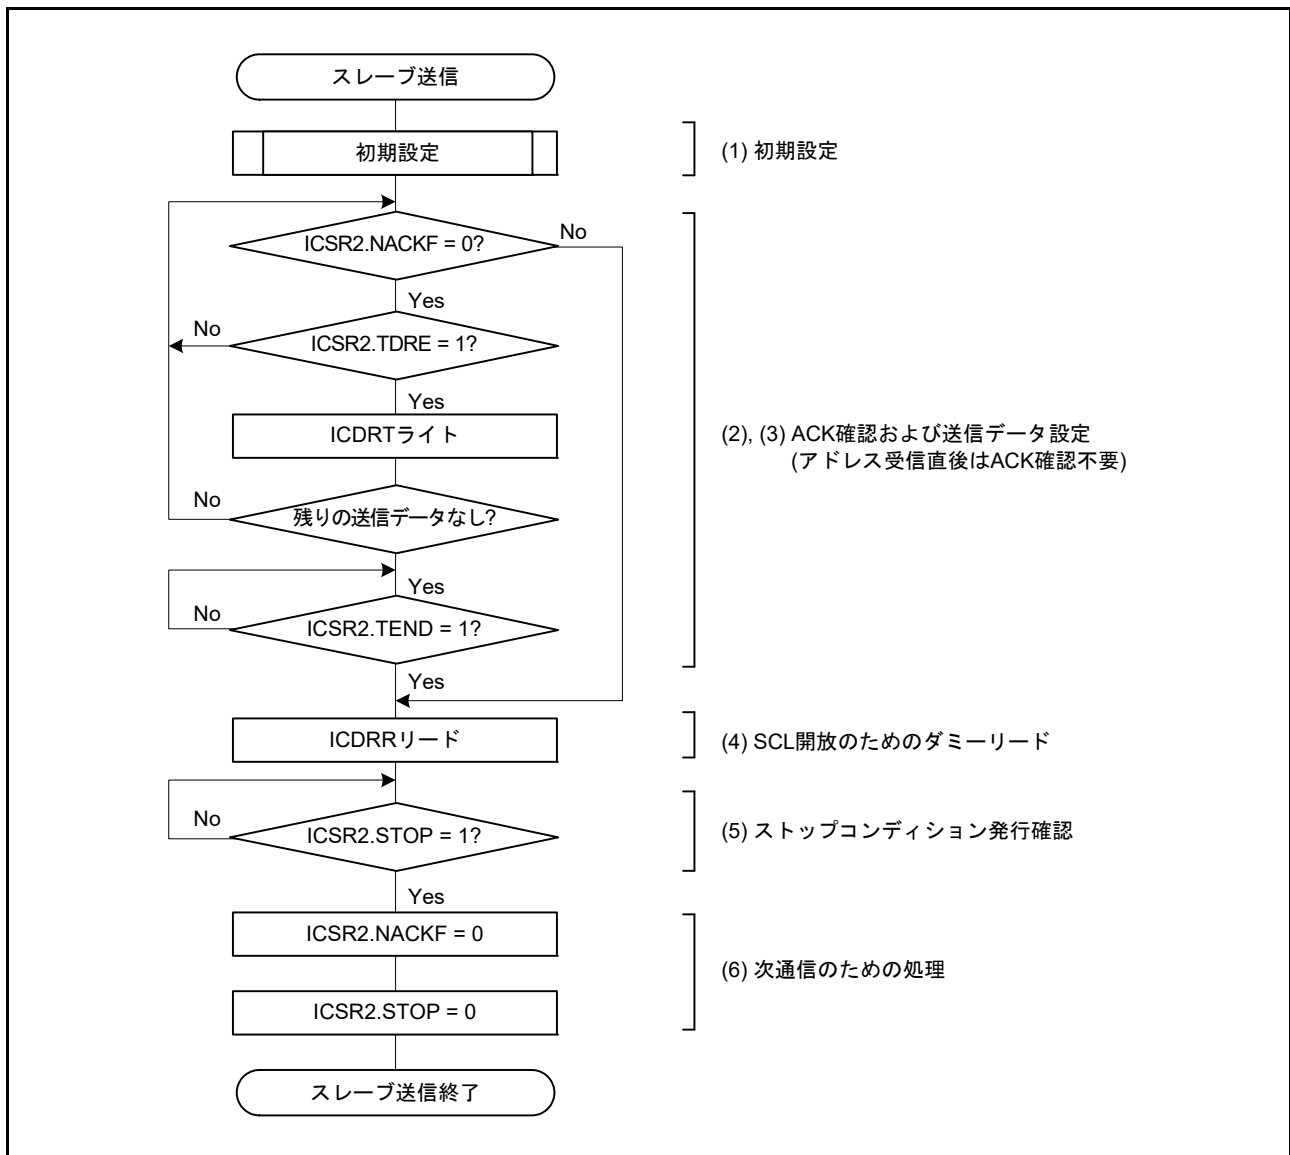 スレーブ送信
初期設定
(1) 初期設定
ICSR2.NACKF = 0?
No
Yes
No
ICSR2.TDRE = 1?
Yes
ICDRTライト
(2), (3) ACK確認および送信データ設定
(アドレス受信直後はACK確認不要)
No
残りの送信データなし?
Yes
No
ICSR2.TEND = 1?
Yes
ICDRRリード
(4) SCL開放のためのダミーリード
No
ICSR2.STOP = 1?
(5) ストップコンディション発行確認
Yes
ICSR2.NACKF = 0
(6) 次通信のための処理
ICSR2.STOP = 0
スレーブ送信終了